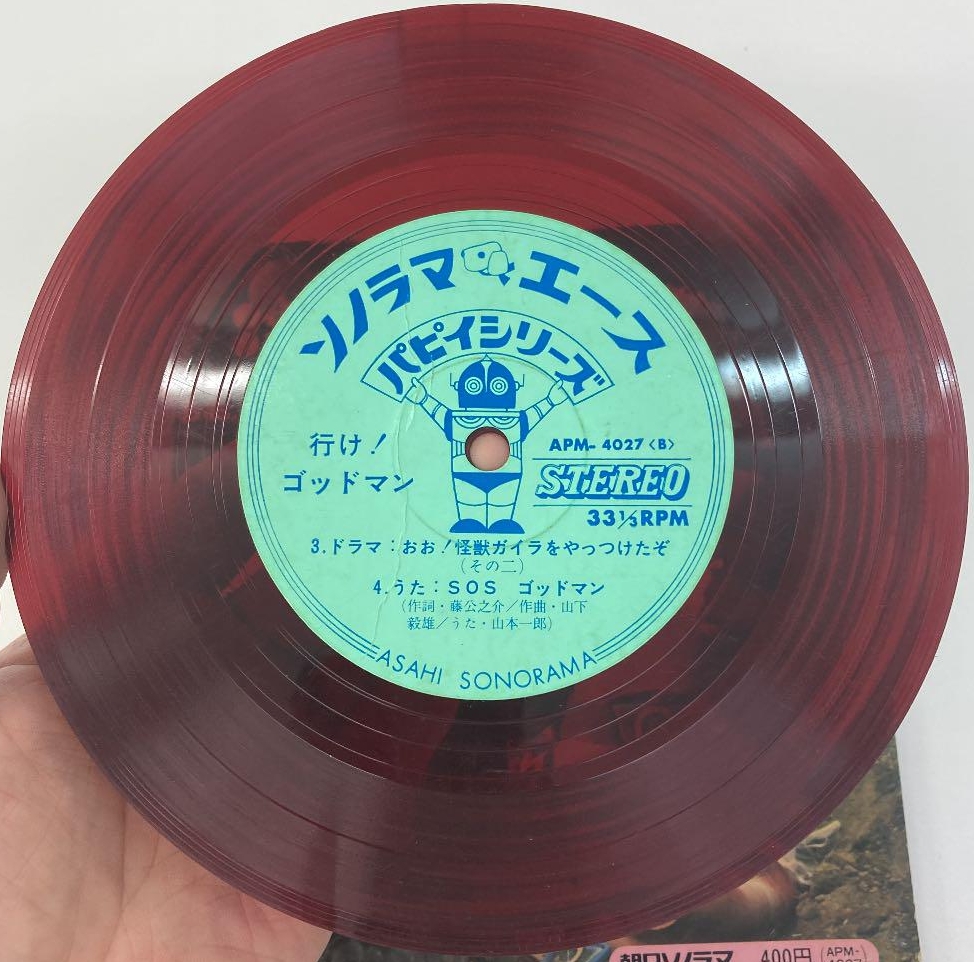 ソノラマエース
パピイシリーズ
行け!
ゴッドマン
APM-4027〈B〉
STEREO
33⅓RPM
3.ドラマ:おお!怪獣ガイラをやっつけたぞ
(その二)
4.うた:SOS ゴッドマン
(作詞・藤公之介/作曲・山下
毅雄/うた・山本一郎)
ASAHI SONORAMA
朝日ソノラマ 400円 (APM-